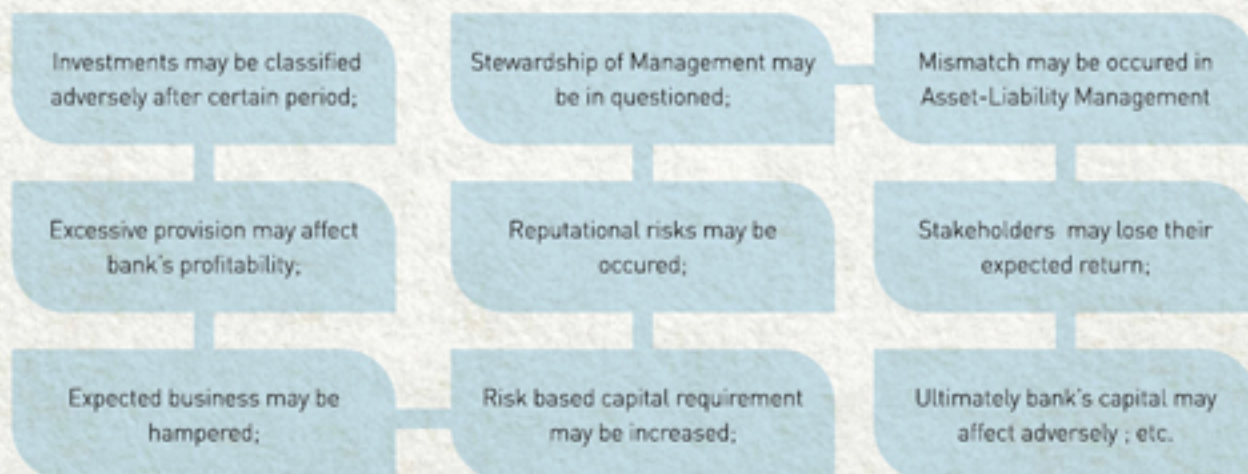 Investments may be classified
adversely after certain period;
Excessive provision may affect
bank's profitability;
Expected business may be
hampered;
Risk based capital requirement
may be increased;
Reputational risks may be
occured;
Stewardship of Management may
be in questioned;
Mismatch may be occured in
Asset-Liability Management
Stakeholders may lose their
expected return;
Ultimately bank's capital may
affect adversely ; etc.